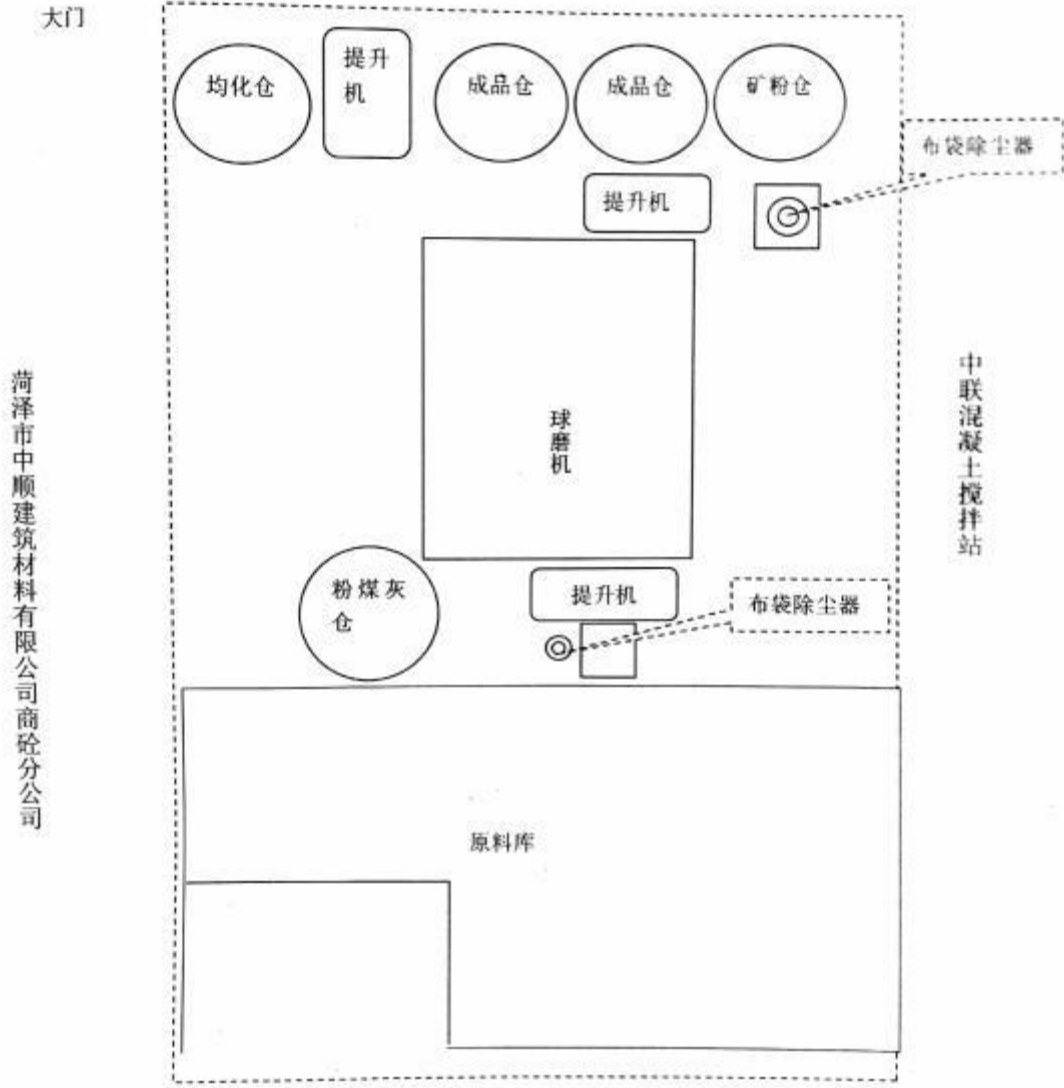 大门
均化仓
提升
机
成品仓
成品仓
矿粉仓
布袋除尘器
提升机
球磨机
菏泽市中顺建筑材料有限公司商砼分公司
中联混凝土搅拌站
粉煤灰
仓
提升机
布袋除尘器
原料库